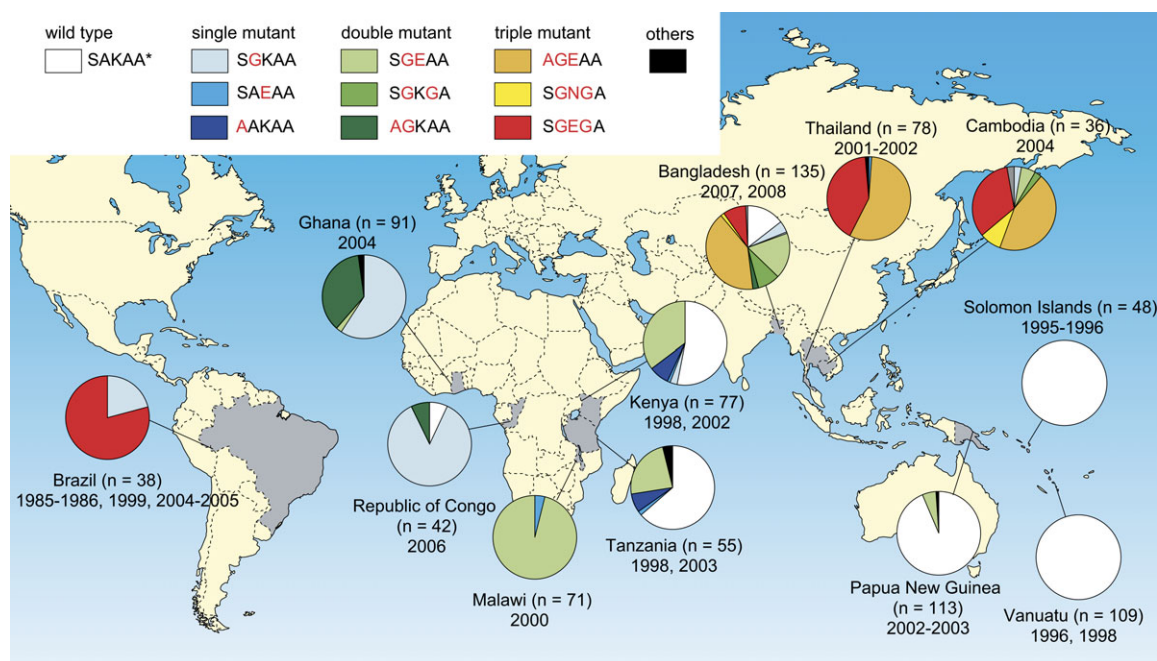 wild type
SAKAA*
single mutant
SGKAA
SAEAA
AAKAA
double mutant
SGEAA
SGKGA
AGKAA
triple mutant
AGEAA
SGNGA
SGEGA
others
Thailand (n = 78)
2001-2002
Cambodia (n = 36)
2004
Bangladesh (n = 135)
2007, 2008
Ghana (n = 91)
2004
Solomon Islands (n = 48)
1995-1996
Kenya (n = 77)
1998, 2002
Brazil (n = 38)
1985-1986, 1999, 2004-2005
Republic of Congo
(n = 42)
2006
Tanzania (n = 55)
1998, 2003
Malawi (n = 71)
2000
Papua New Guinea
(n = 113)
2002-2003
Vanuatu (n = 109)
1996, 1998